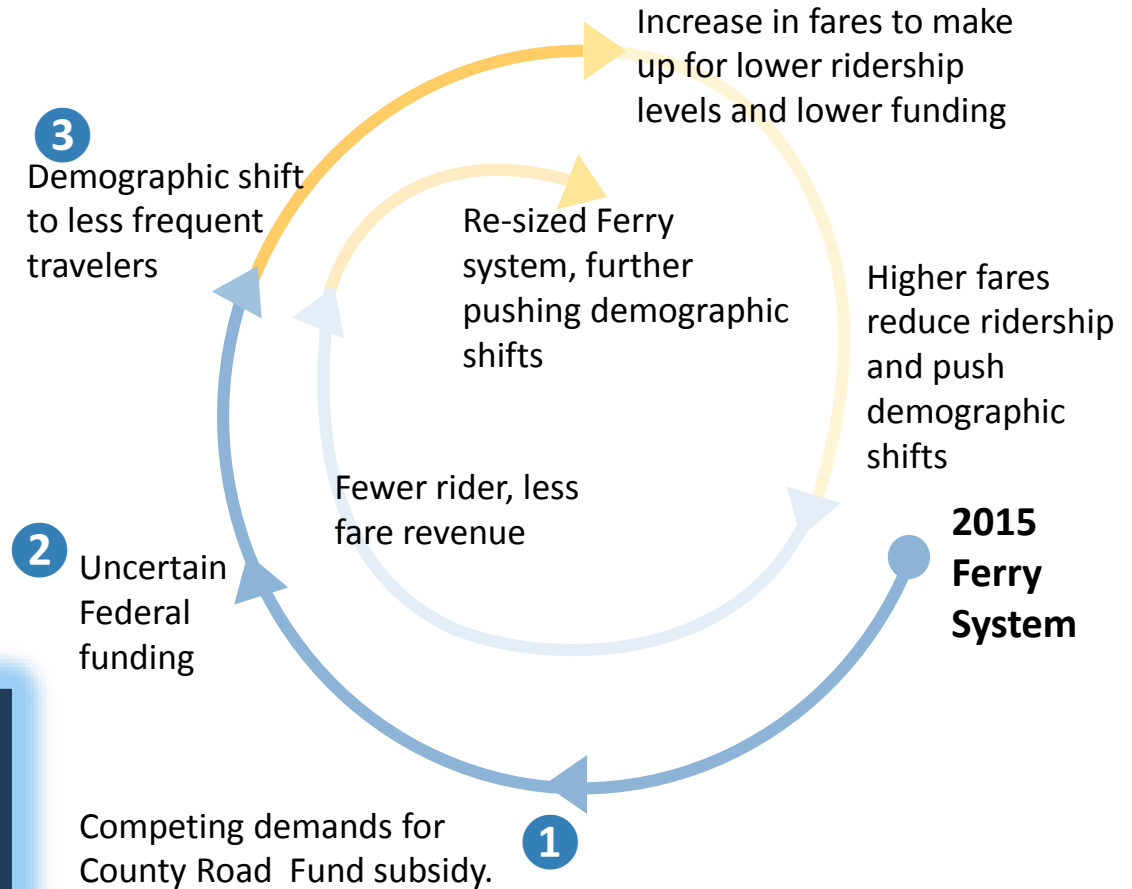 Increase in fares to make
up for lower ridership
levels and lower funding
3
Demographic shift
to less frequent
travelers
Re-sized Ferry
system, further
pushing demographic
shifts
Higher fares
reduce ridership
and push
demographic
shifts
Fewer rider, less
fare revenue
2015
Ferry
System
2
Uncertain
Federal
funding
1
Competing demands for
County Road  Fund subsidy.